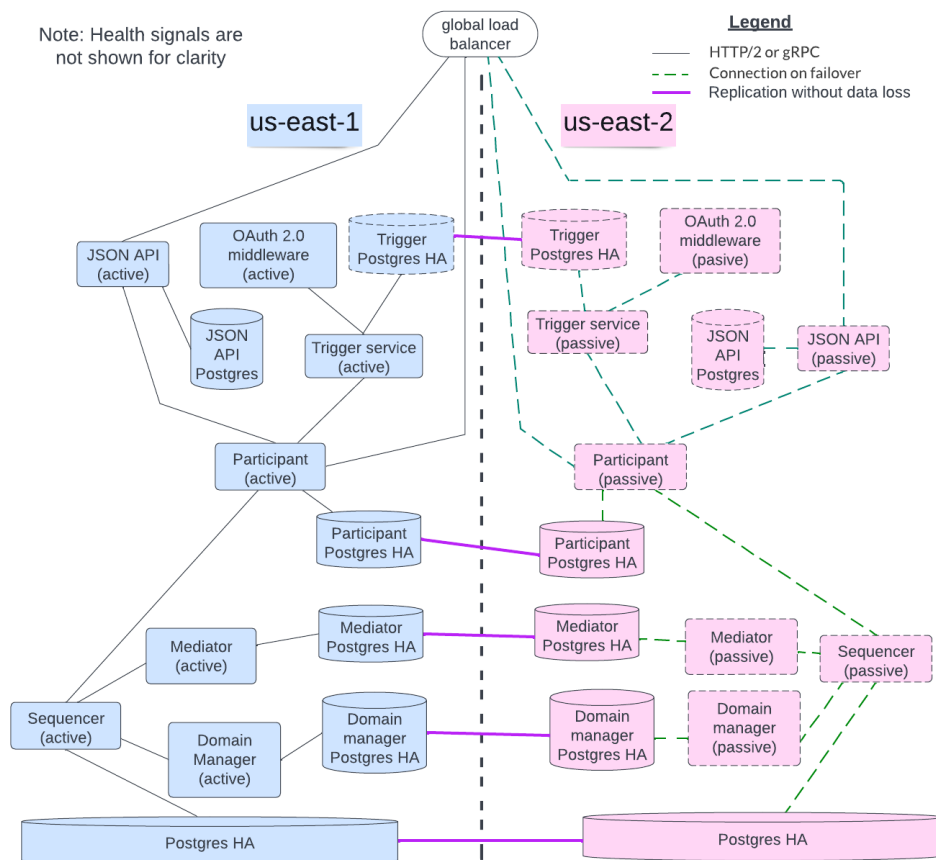 Note: Health signals are
not shown for clarity
global load
balancer
Legend
HTTP/2 or gRPC
Connection on failover
Replication without data loss
us-east-1
us-east-2
JSON API
(active)
OAuth 2.0
middleware
(active)
Trigger
Postgres HA
Trigger
Postgres HA
OAuth 2.0
middleware
(pasive)
JSON
API
Postgres
Trigger service
(active)
Trigger service
(passive)
JSON
API
Postgres
JSON API
(passive)
Participant
(active)
Participant
(passive)
Participant
Postgres HA
Participant
Postgres HA
Mediator
(active)
Mediator
Postgres HA
Mediator
Postgres HA
Mediator
(passive)
Sequencer
(passive)
Sequencer
(active)
Domain
Manager
(active)
Domain
manager
Postgres HA
Domain
manager
Postgres HA
Domain
manager
(passive)
Postgres HA
Postgres HA